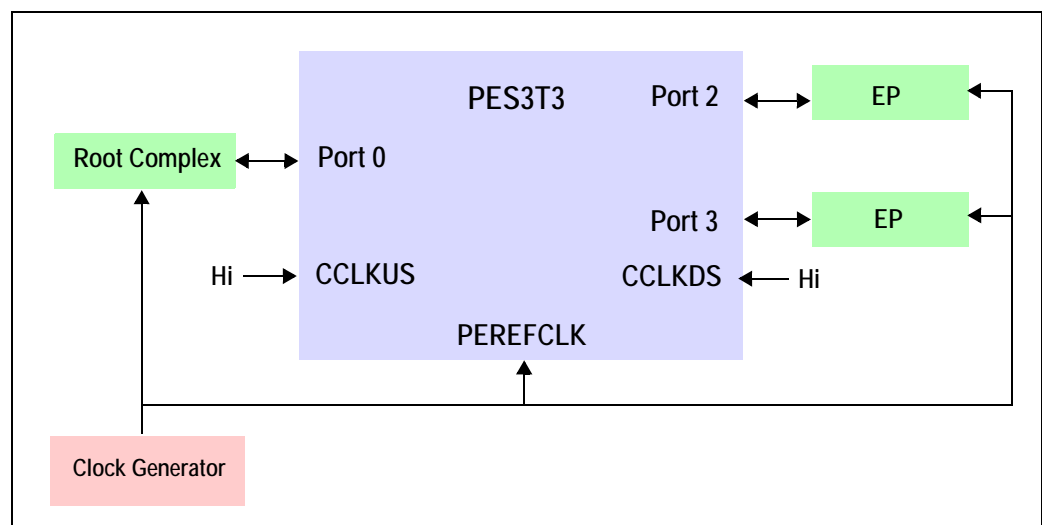 PES3T3
Port 2
EP
Root Complex
Port 0
Port 3
EP
Hi
CCLKUS
CCLKDS
Hi
PEREFCLK
Clock Generator